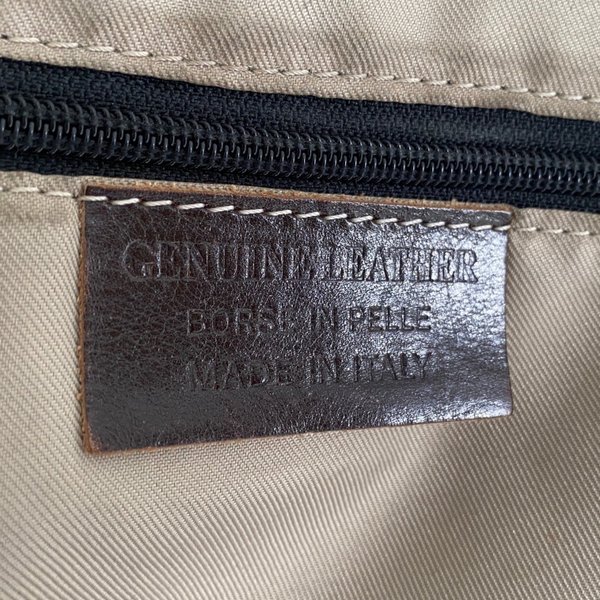 GENUINE LEATHER
BORSE IN PELLE
MADE IN ITALY